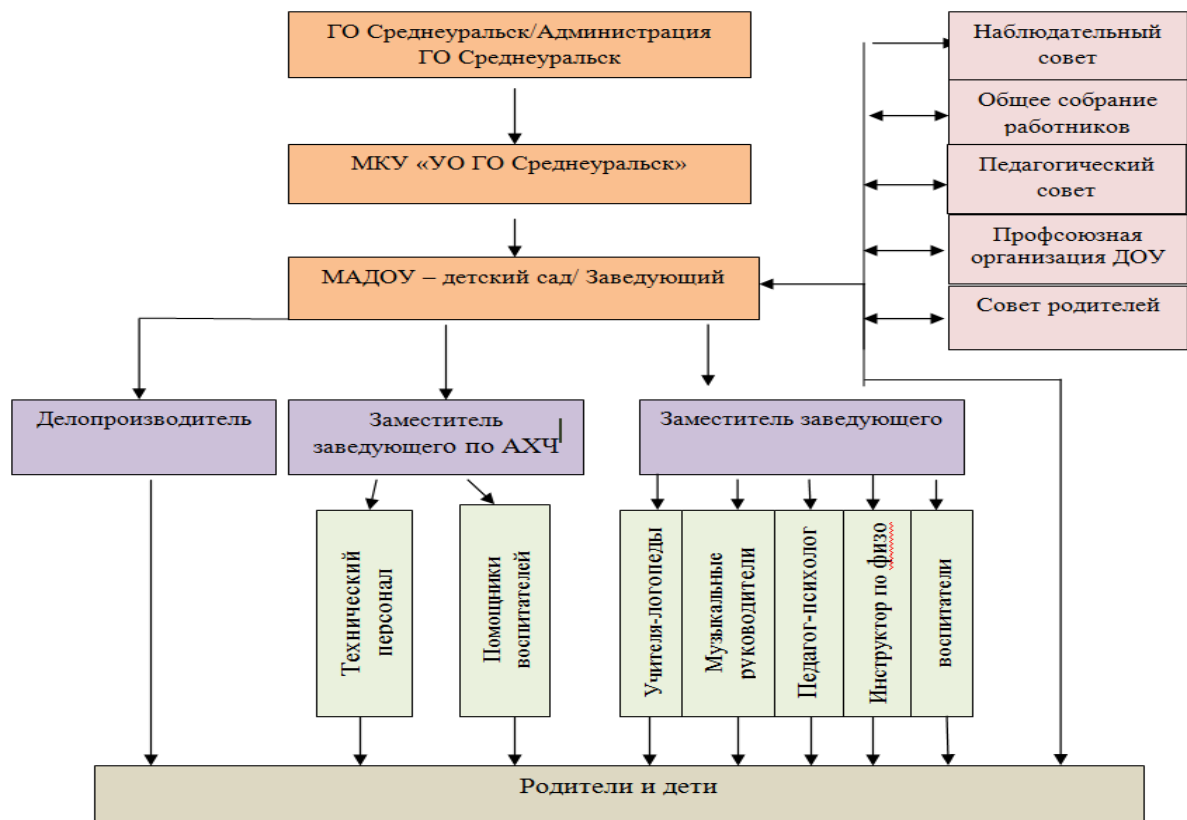 ГО Среднеуральск/Администрация
ГО Среднеуральск
МКУ «УО ГО Среднеуральск»
МАДОУ – детский сад/ Заведующий
Наблюдательный
совет
Общее собрание
работников
Педагогический
совет
Профсоюзная
организация ДОУ
Совет родителей
Делопроизводитель
Заместитель
заведующего по АХЧ
Заместитель заведующего
Технический
персонал
Помощники
воспитателей
Учителя-логопеды
Музыкальные
руководители
Педагог-психолог
Инструктор по физо
воспитатели
Родители и дети